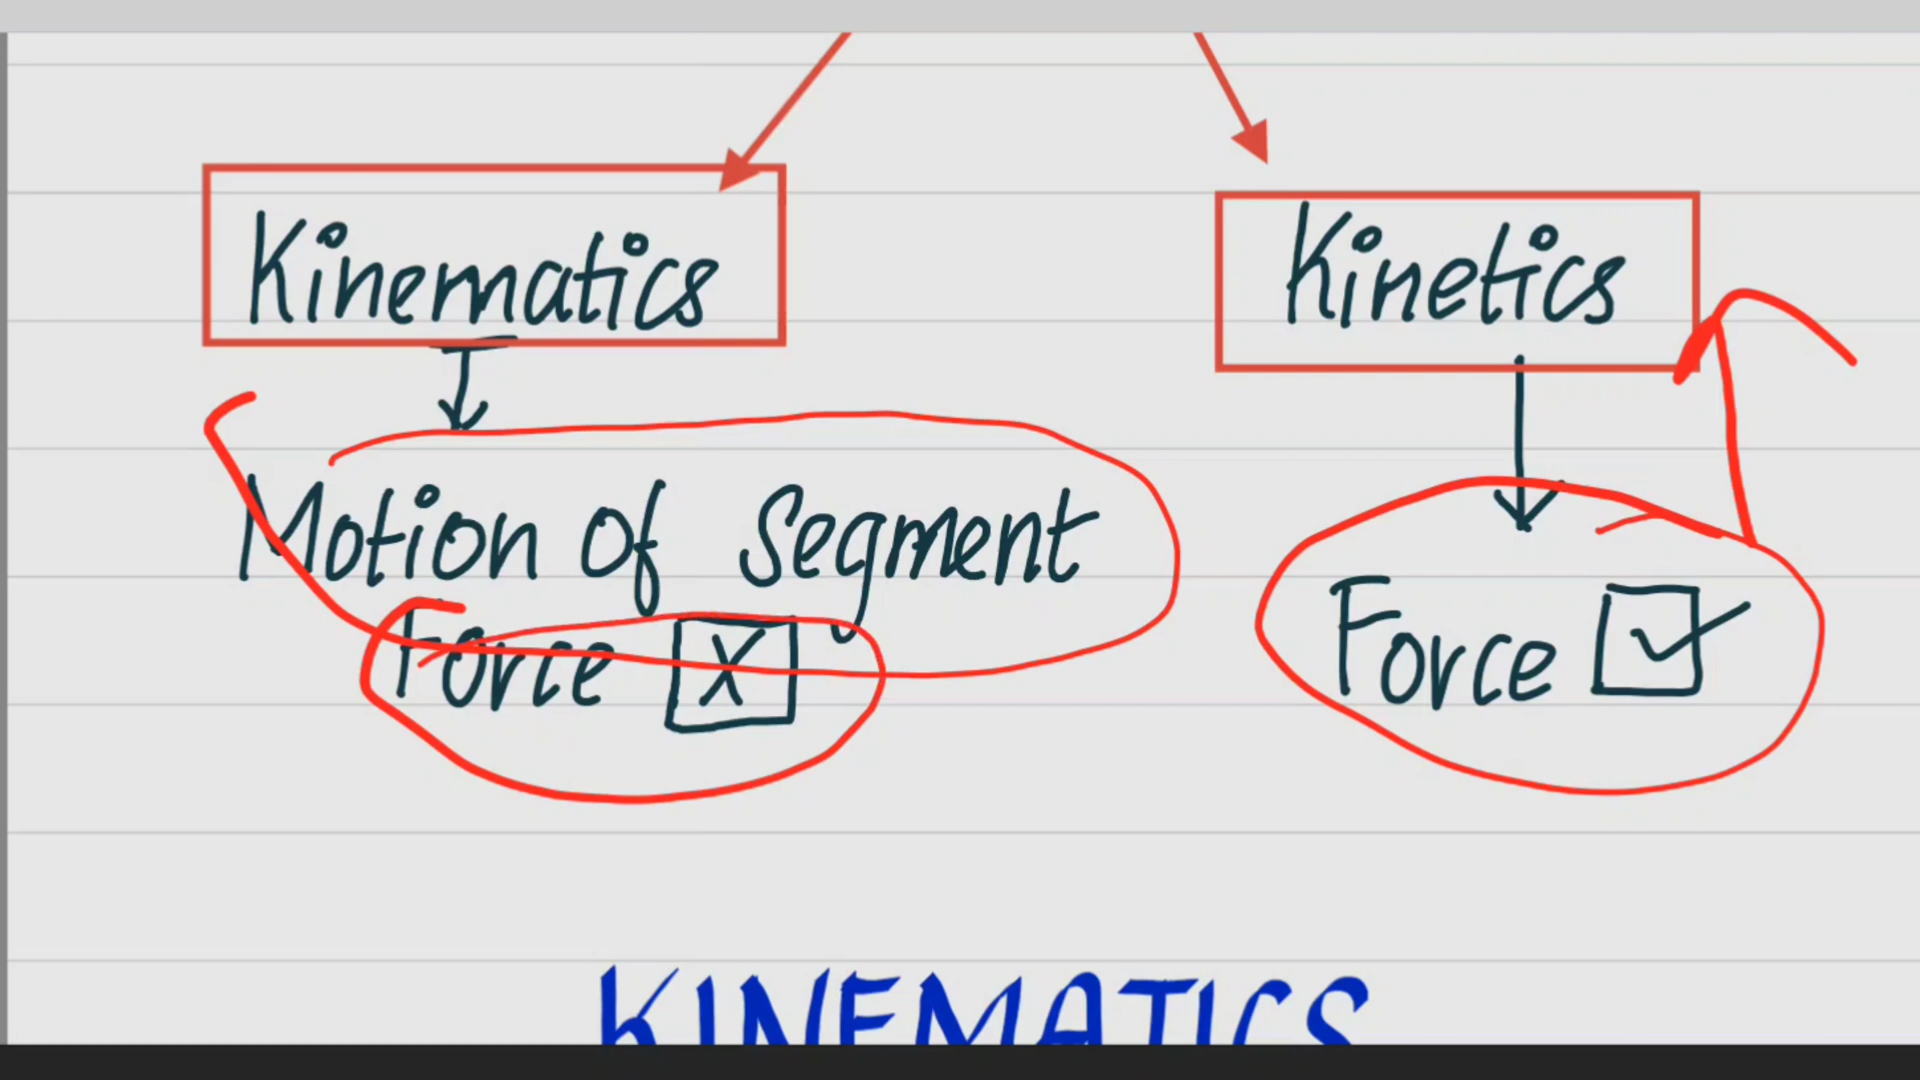 Kinematics
Kinetics
Motion of Segment
Force X
Force ✓
KINEMATICS